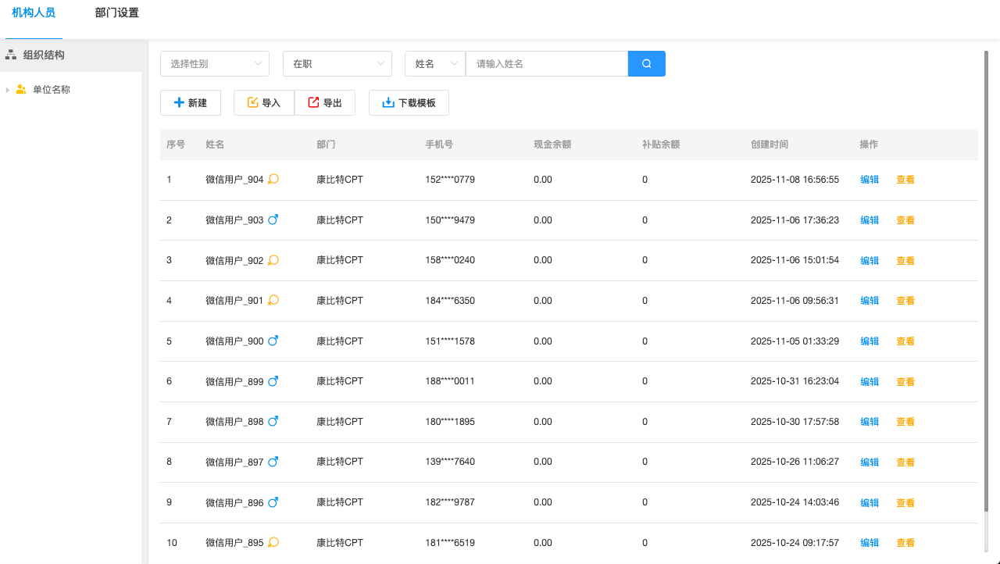 机构人员 部门设置
组织结构
单位名称
选择性别 在职 姓名 请输入姓名
新建 导入 导出 下载模板
序号 姓名 部门 手机号 现金余额 补贴余额 创建时间 操作
1 微信用户_904 康比特CPT 152****0779 0.00 0 2025-11-08 16:56:55 编辑 查看
2 微信用户_903 康比特CPT 150****9479 0.00 0 2025-11-06 17:36:23 编辑 查看
3 微信用户_902 康比特CPT 158****0240 0.00 0 2025-11-06 15:01:54 编辑 查看
4 微信用户_901 康比特CPT 184****6350 0.00 0 2025-11-06 09:56:31 编辑 查看
5 微信用户_900 康比特CPT 151****1578 0.00 0 2025-11-05 01:33:29 编辑 查看
6 微信用户_899 康比特CPT 188****0011 0.00 0 2025-10-31 16:23:04 编辑 查看
7 微信用户_898 康比特CPT 180****1895 0.00 0 2025-10-30 17:57:58 编辑 查看
8 微信用户_897 康比特CPT 139****7640 0.00 0 2025-10-26 11:06:27 编辑 查看
9 微信用户_896 康比特CPT 182****9787 0.00 0 2025-10-24 14:03:46 编辑 查看
10 微信用户_895 康比特CPT 181****6519 0.00 0 2025-10-24 09:17:57 编辑 查看